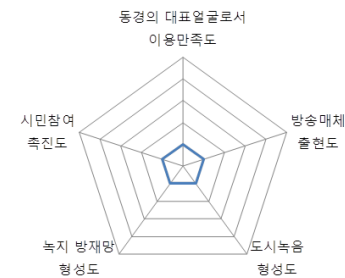 동경의 대표얼굴로서
이용만족도
방송매체
출현도
도시녹음
형성도
녹지 방재망
형성도
시민참여
촉진도